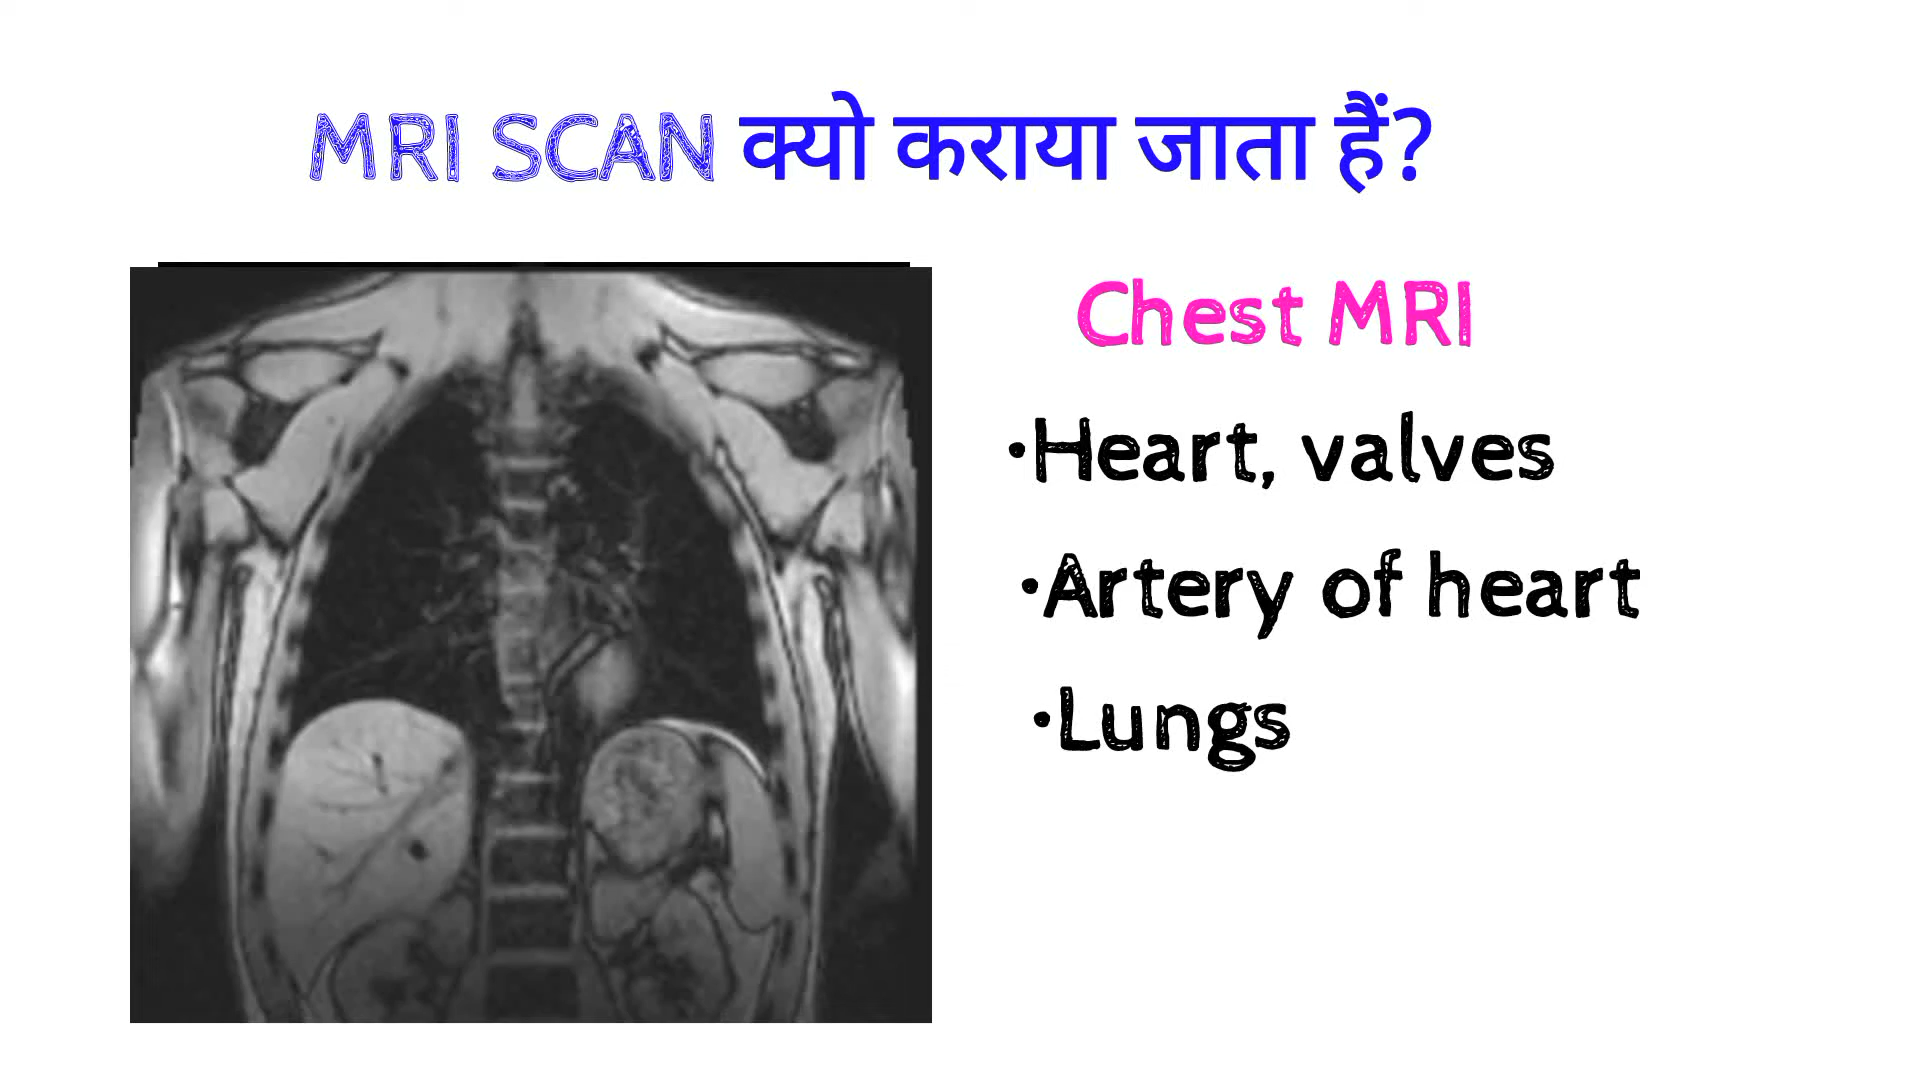 MRI SCAN क्यो कराया जाता हैं?
Chest MRI
•Heart, valves
•Artery of heart
•Lungs